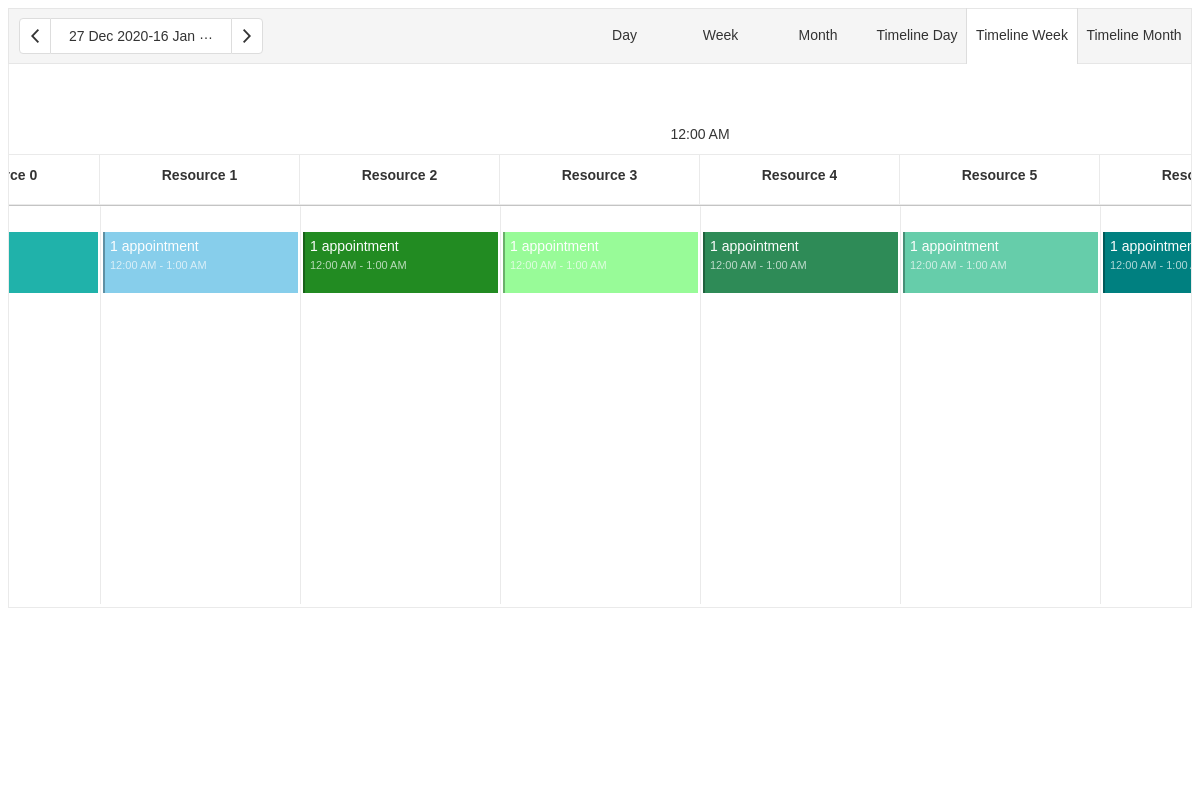 27 Dec 2020-16 Jan ...
Day
Week
Month
Timeline Day
Timeline Week
Timeline Month
12:00 AM
0
Resource 1
Resource 2
Resource 3
Resource 4
Resource 5
1 appointment
12:00 AM - 1:00 AM
1 appointment
12:00 AM - 1:00 AM
1 appointment
12:00 AM - 1:00 AM
1 appointment
12:00 AM - 1:00 AM
1 appointment
12:00 AM - 1:00 AM
1
12:00 AM - 1:00